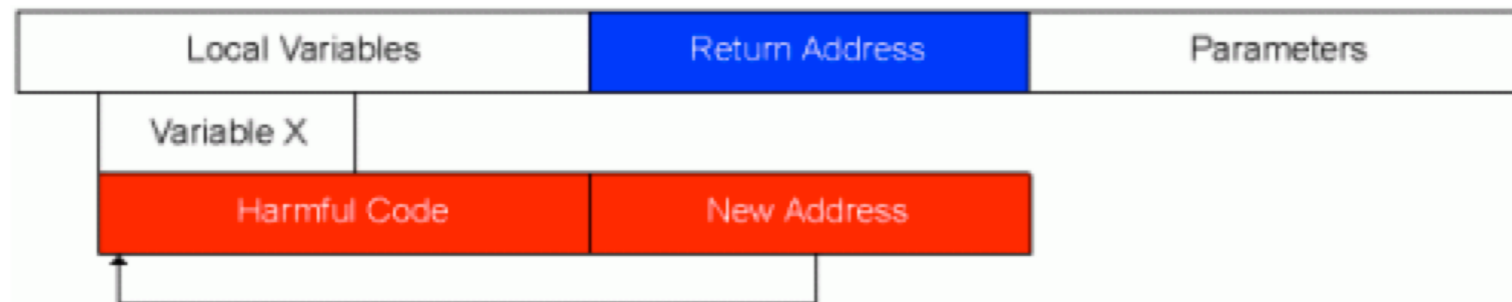 Local Variables Return Address Parameters
Variable X
Harmful Code New Address